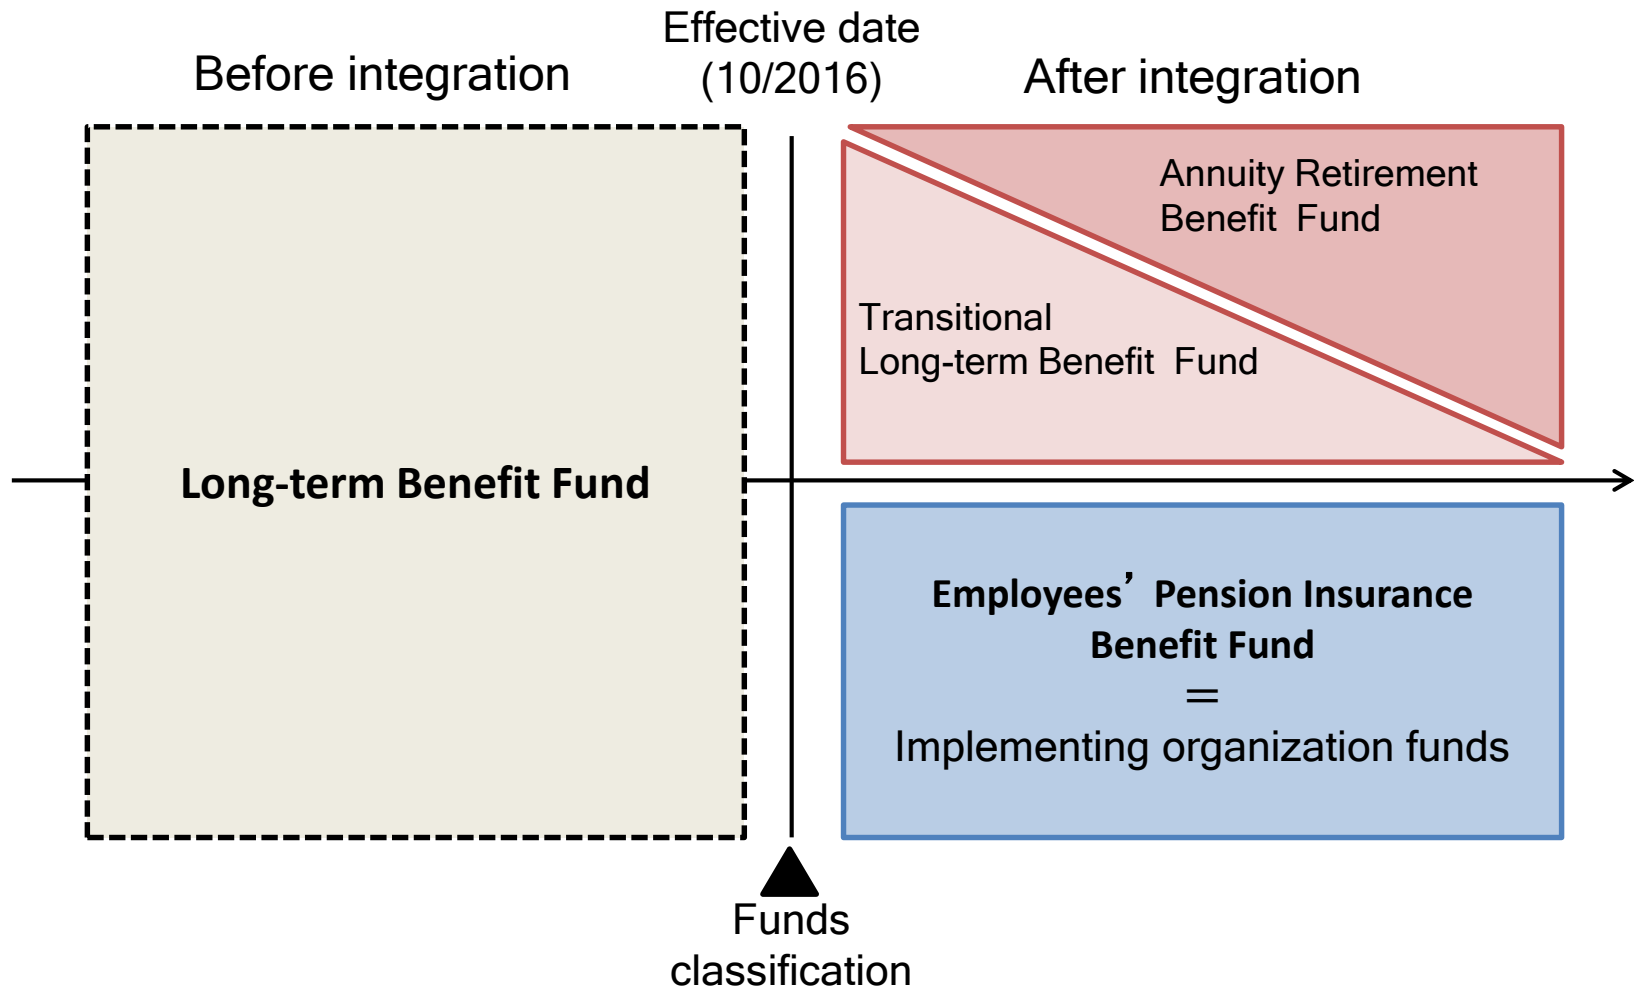 Effective date
(10/2016)
Before integration
After integration
Annuity Retirement
Benefit Fund
Transitional
Long-term Benefit Fund
Long-term Benefit Fund
Employees’ Pension Insurance
Benefit Fund
=
Implementing organization funds
Funds
classification